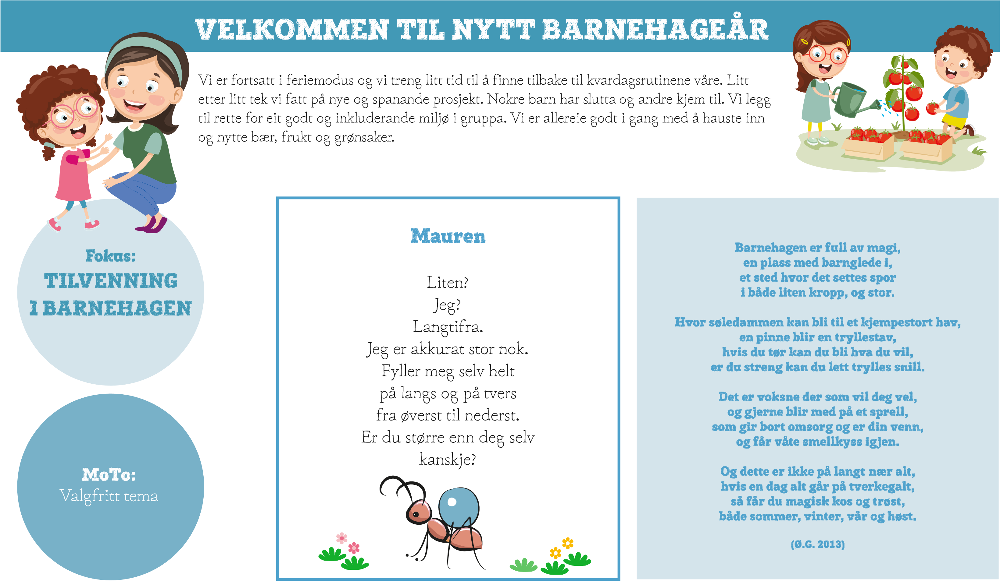 VELKOMMEN TIL NYTT BARNEHAGEÅR
Vi er fortsatt i feriemodus og vi treng litt tid til å finne tilbake til kvardagsrutinene våre. Litt
etter litt tek vi fatt på nye og spanande prosjekt. Nokre barn har slutta og andre kjem til. Vi legg
til rette for eit godt og inkluderande miljø i gruppa. Vi er allereie godt i gang med å hauste inn
og nytte bær, frukt og grønsaker.
Fokus:
TILVENNING
I BARNEHAGEN
MoTo:
Valgfritt tema
Mauren
Liten?
Jeg?
Langtifra.
Jeg er akkurat stor nok.
Fyller meg selv helt
på langs og på tvers
fra øverst til nederst.
Er du større enn deg selv
kanskje?
Barnehagen er full av magi,
en plass med barnglede i,
et sted hvor det settes spor
i både liten kropp, og stor.
Hvor søledammen kan bli til et kjempestort hav,
en pinne blir en tryllestav,
hvis du tør kan du bli hva du vil,
er du streng kan du lett trylles snill.
Det er voksne der som vil deg vel,
og gjerne blir med på et sprell,
som gir bort omsorg og er din venn,
og får våte smellkyss igjen.
Og dette er ikke på langt nær alt,
hvis en dag alt går på tverkegalt,
så får du magisk kos og trøst,
både sommer, vinter, vår og høst.
(Ø.G. 2013)